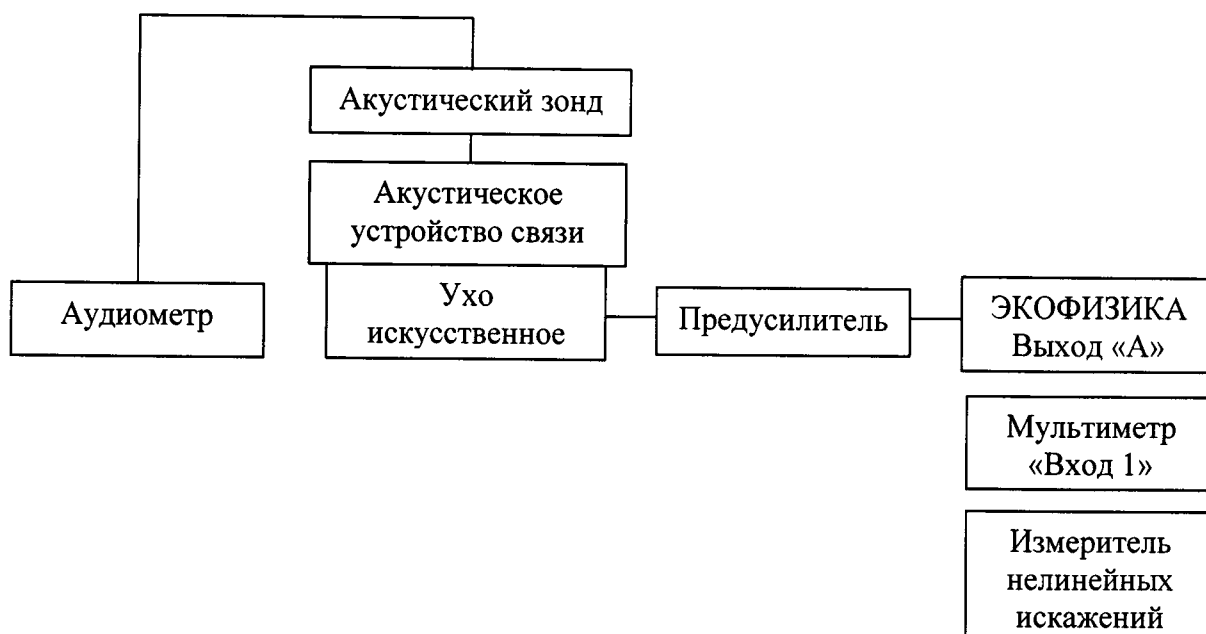 Акустический зонд
Акустическое
устройство связи
Аудиометр
Ухо
искусственное
Предусилитель
ЭКОФИЗИКА
Выход «А»
Мультиметр
«Вход 1»
Измеритель
нелинейных
искажений